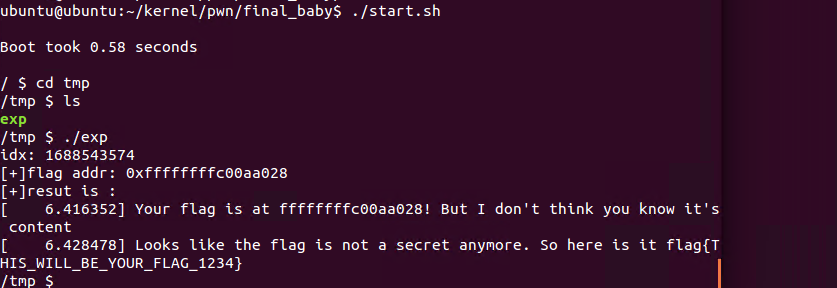 ubuntu@ubuntu:~/kernel/pwn/final_baby$ ./start.sh
Boot took 0.58 seconds
/ $ cd tmp
/tmp $ ls
exp
/tmp $ ./exp
idx: 1688543574
[+]flag addr: 0xffffffffc00aa028
[+]resut is :
[    6.416352] Your flag is at ffffffffc00aa028! But I don't think you know it's
 content
[    6.428478] Looks like the flag is not a secret anymore. So here is it flag{T
HIS_WILL_BE_YOUR_FLAG_1234}
/tmp $